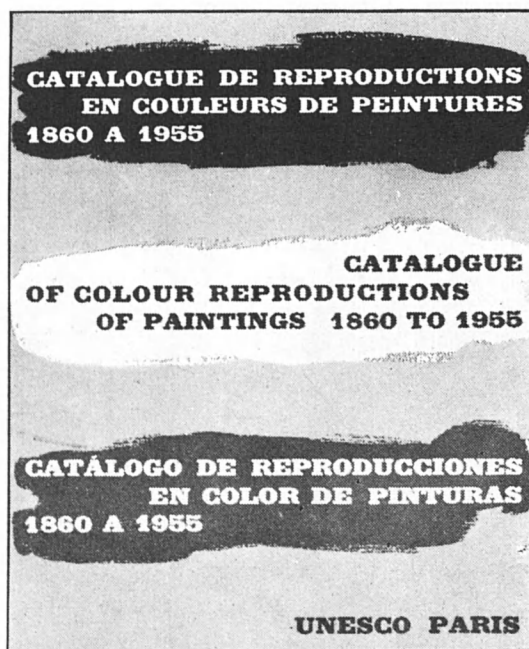 CATALOGUE DE REPRODUCTIONS
EN COULEURS DE PEINTURES
1860 A 1955
CATALOGUE
OF COLOUR REPRODUCTIONS
OF PAINTINGS 1860 TO 1955
CATÁLOGO DE REPRODUCCIONES
EN COLOR DE PINTURAS
1860 A 1955
UNESCO PARIS